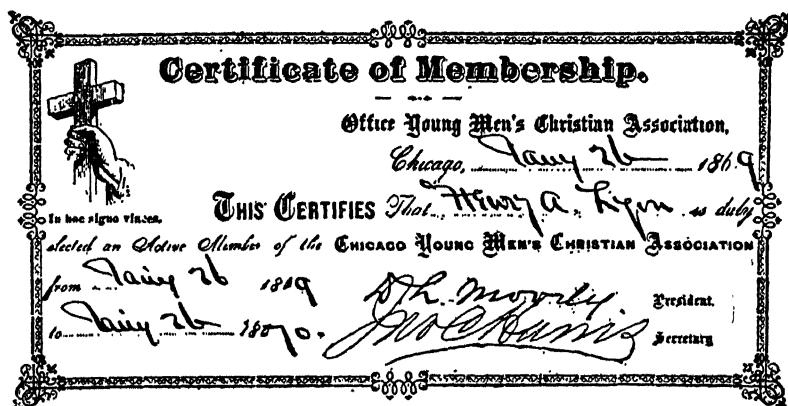 Certificate of Membership.
Office Young Men's Christian Association,
Chicago, Jany 26 1869
In hoc signo vinces.
THIS CERTIFIES That Henry A. is duly
elected an Active Member of the CHICAGO YOUNG MEN'S CHRISTIAN ASSOCIATION
from Jany 26 1869
D. L. Moody President.
to Jany 26 1870.
Secretary